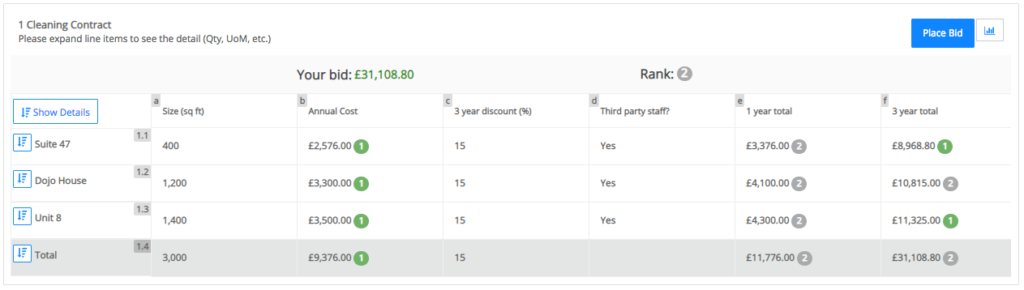 1 Cleaning Contract
Please expand line items to see the detail (Qty, UoM, etc.)
Place Bid
Your bid: £31,108.80 Rank: 2
Show Details a Size (sq ft) b Annual Cost c 3 year discount (%) d Third party staff? e 1 year total f 3 year total
Suite 47 1.1 400 £2,576.00 1 15 Yes £3,376.00 2 £8,968.80 1
Dojo House 1.2 1,200 £3,300.00 1 15 Yes £4,100.00 2 £10,815.00 2
Unit 8 1.3 1,400 £3,500.00 1 15 Yes £4,300.00 2 £11,325.00 1
Total 1.4 3,000 £9,376.00 1 15 £11,776.00 2 £31,108.80 2